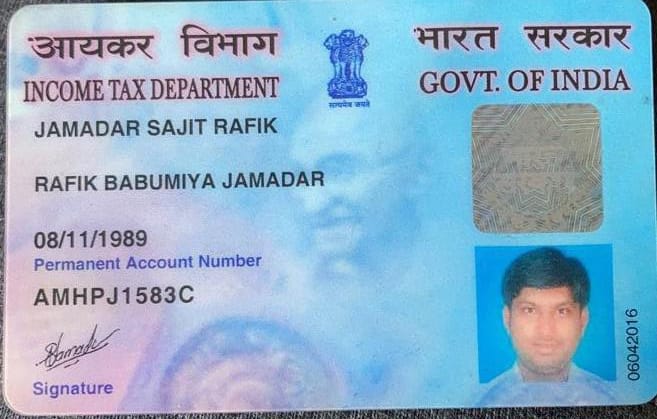 आयकर विभाग
INCOME TAX DEPARTMENT
सत्यमेव जयते
भारत सरकार
GOVT. OF INDIA
JAMADAR SAJIT RAFIK
RAFIK BABUMIYA JAMADAR
08/11/1989
Permanent Account Number
AMHPJ1583C
Signature
06042016